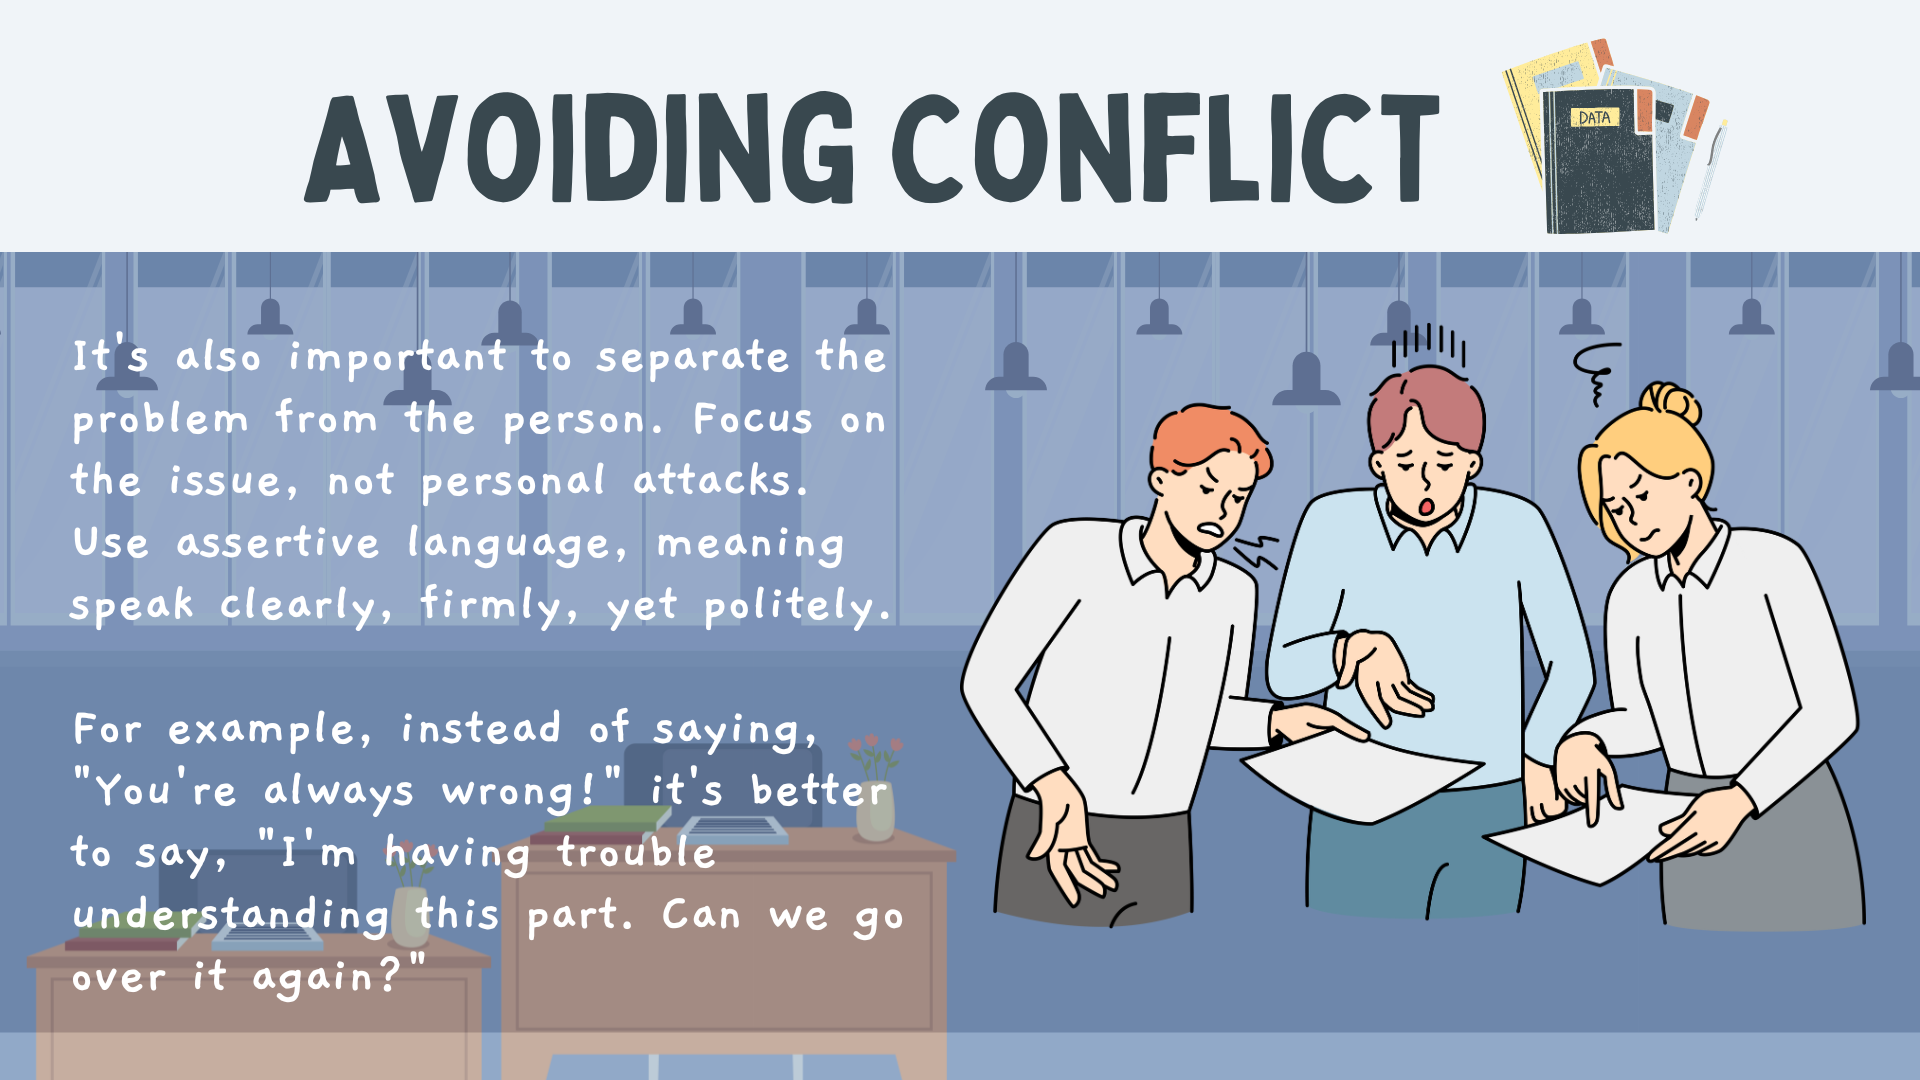 AVOIDING CONFLICT
DATA
It's also important to separate the
problem from the person. Focus on
the issue, not personal attacks.
Use assertive language, meaning
speak clearly, firmly, yet politely.
For example, instead of saying,
"You're always wrong!" it's better
to say, "I'm having trouble
understanding this part. Can we go
over it again?"